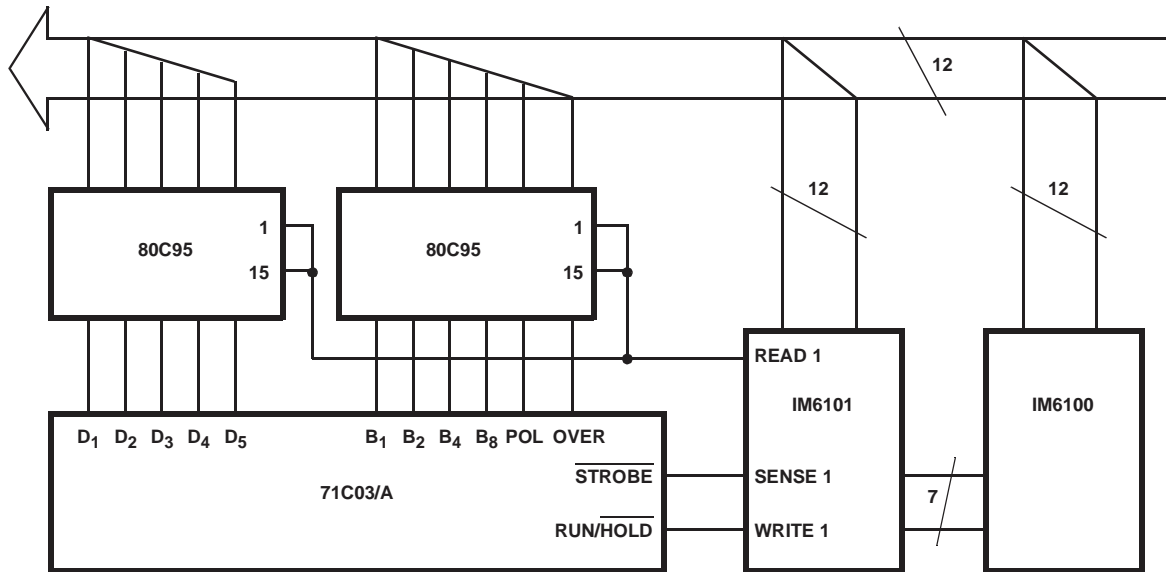 12
12
12
80C95
1
15
80C95
1
15
READ 1
IM6101
IM6100
D1 D2 D3 D4 D5
B1 B2 B4 B8 POL OVER
71C03/A
STROBE
SENSE 1
7
RUN/HOLD
WRITE 1